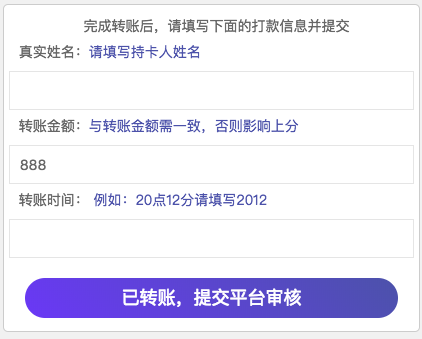 完成转账后，请填写下面的打款信息并提交
真实姓名：请填写持卡人姓名
转账金额：与转账金额需一致，否则影响上分
888
转账时间： 例如：20点12分请填写2012
已转账，提交平台审核